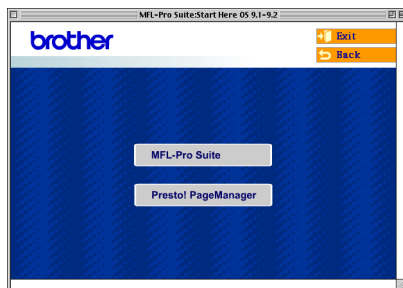 MFL-Pro Suite:Start Here OS 9.1-9.2
brother
Exit
Back
MFL-Pro Suite
Presto! PageManager